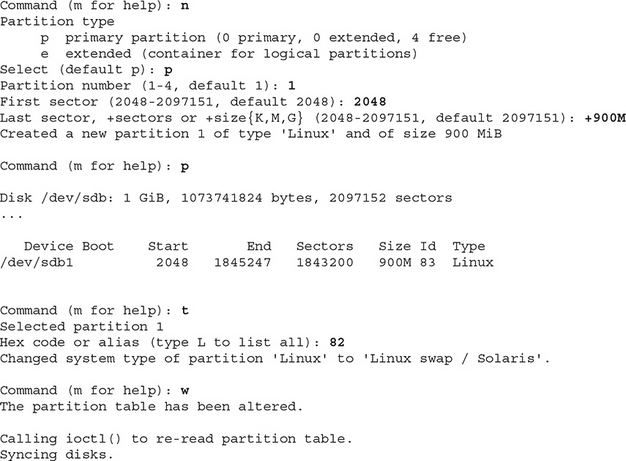 Command (m for help): n
Partition type
     p  primary partition (0 primary, 0 extended, 4 free)
     e  extended (container for logical partitions)
Select (default p): p
Partition number (1-4, default 1): 1
First sector (2048-2097151, default 2048): 2048
Last sector, +sectors or +size{K,M,G} (2048-2097151, default 2097151): +900M
Created a new partition 1 of type 'Linux' and of size 900 MiB

Command (m for help): p

Disk /dev/sdb: 1 GiB, 1073741824 bytes, 2097152 sectors
...

   Device Boot    Start       End   Sectors   Size Id  Type
/dev/sdb1          2048   1845247   1843200   900M 83  Linux

Command (m for help): t
Selected partition 1
Hex code or alias (type L to list all): 82
Changed system type of partition 'Linux' to 'Linux swap / Solaris'.

Command (m for help): w
The partition table has been altered.

Calling ioctl() to re-read partition table.
Syncing disks.